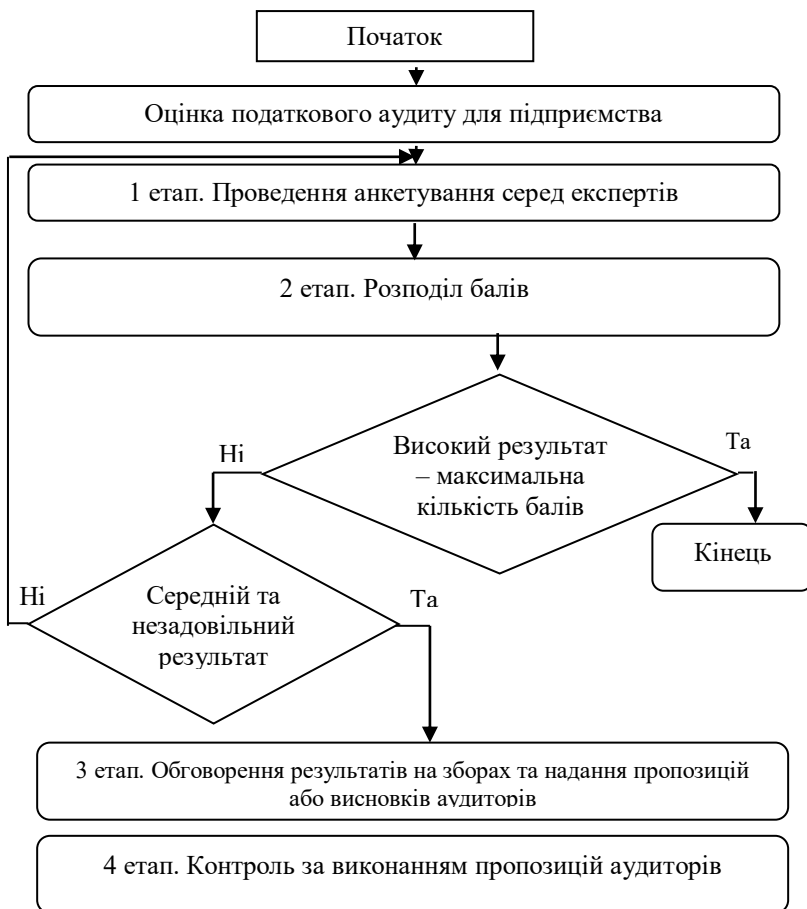 Початок
Оцінка податкового аудиту для підприємства
1 етап. Проведення анкетування серед експертів
2 етап. Розподіл балів
Високий результат
– максимальна
кількість балів
Ні
Та
Кінець
Середній та
незадовільний
результат
Ні
Та
3 етап. Обговорення результатів на зборах та надання пропозицій
або висновків аудиторів
4 етап. Контроль за виконанням пропозицій аудиторів